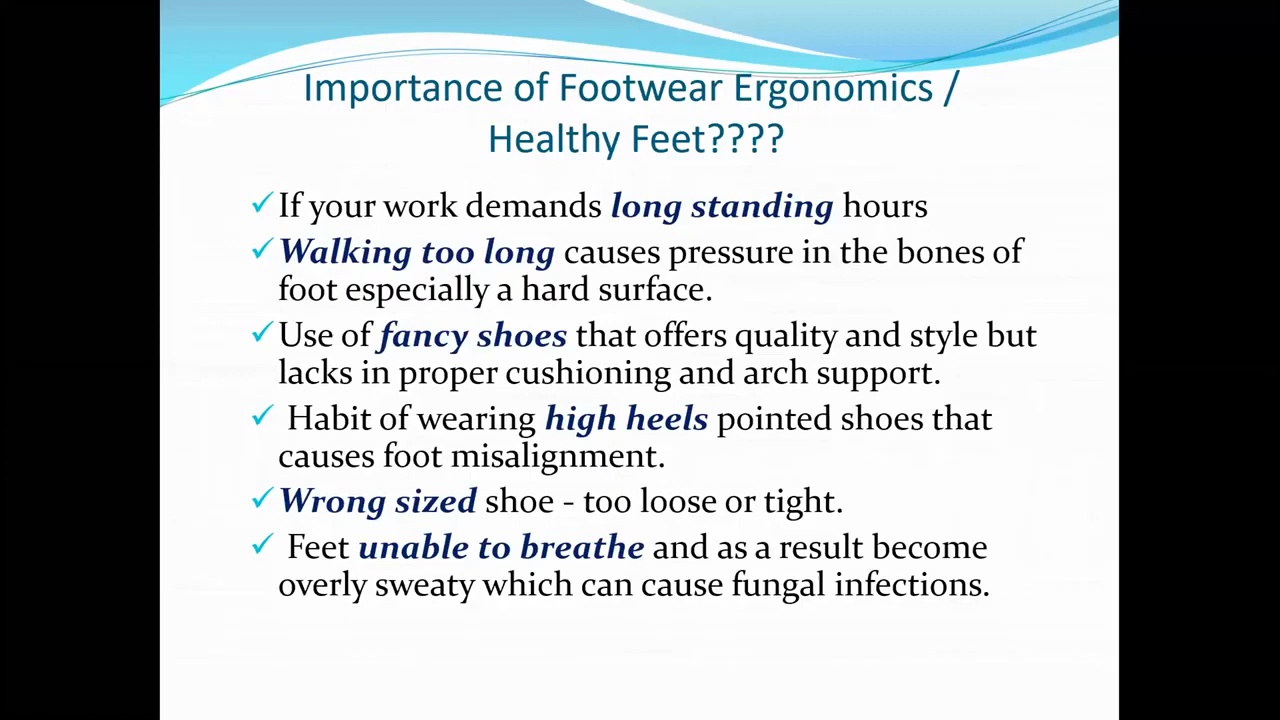 Importance of Footwear Ergonomics /
Healthy Feet????
✓If your work demands long standing hours
✓Walking too long causes pressure in the bones of
foot especially a hard surface.
✓Use of fancy shoes that offers quality and style but
lacks in proper cushioning and arch support.
✓ Habit of wearing high heels pointed shoes that
causes foot misalignment.
✓Wrong sized shoe - too loose or tight.
✓ Feet unable to breathe and as a result become
overly sweaty which can cause fungal infections.